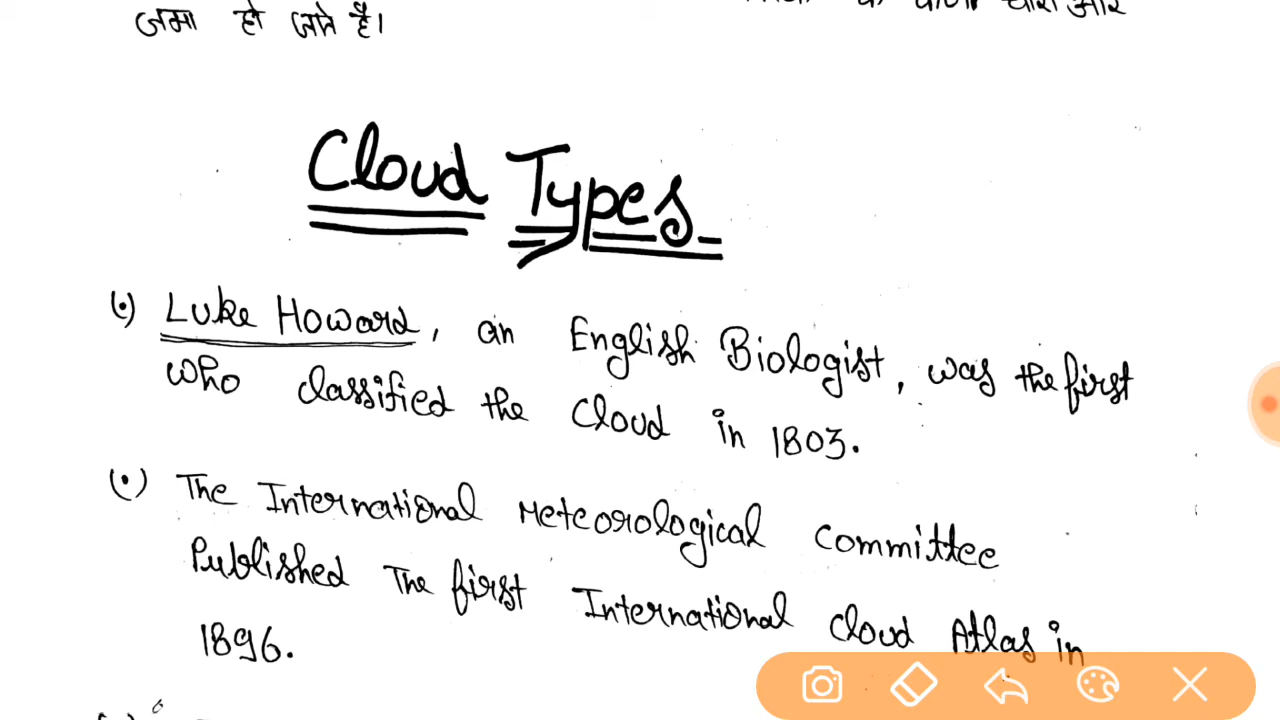 जमा हो जाते है।
चारों ओर
Cloud Types
(•) Luke Howard, an English Biologist, was the first
who classified the Cloud in 1803.
(•) The International Meteorological Committee
Published The first International Cloud Atlas in
1896.